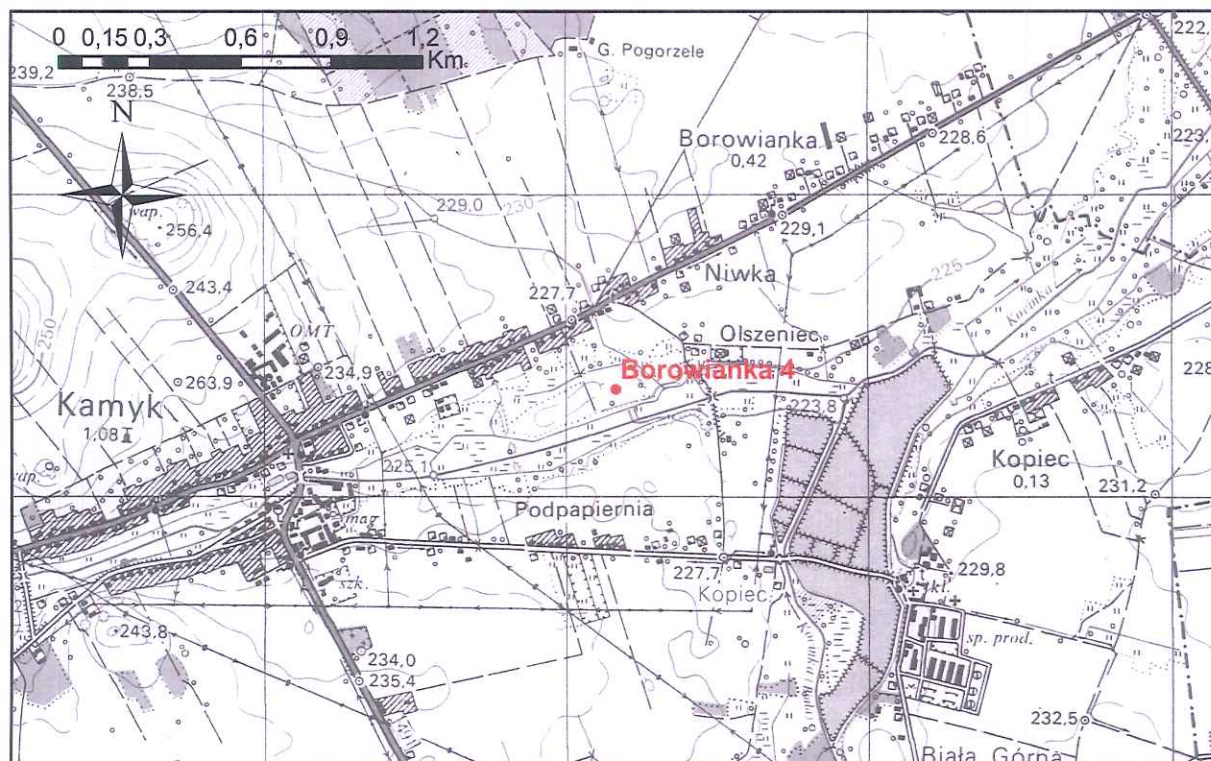 0 0,15 0,3 0,6 0,9 1,2
Km
239,2
238,5
N
G. Pogorzele
222,
223,
Borowianka
0.42
228.6
wap.
256.4
229,0
230
229,1
243.4
Niwka
225
227,7
250
OMT
Olszeniec
Kocinka
234.9
263.9
Borowianka 4
228
Kamyk
1.08
223,8
225,1
Kopiec
0.13
231.2
Podpapiernia
mag.
227.7
229,8
Kopiec
szk.
zkł.
sp. prod.
243,8
234,0
235,4
232,5
Biała Górna